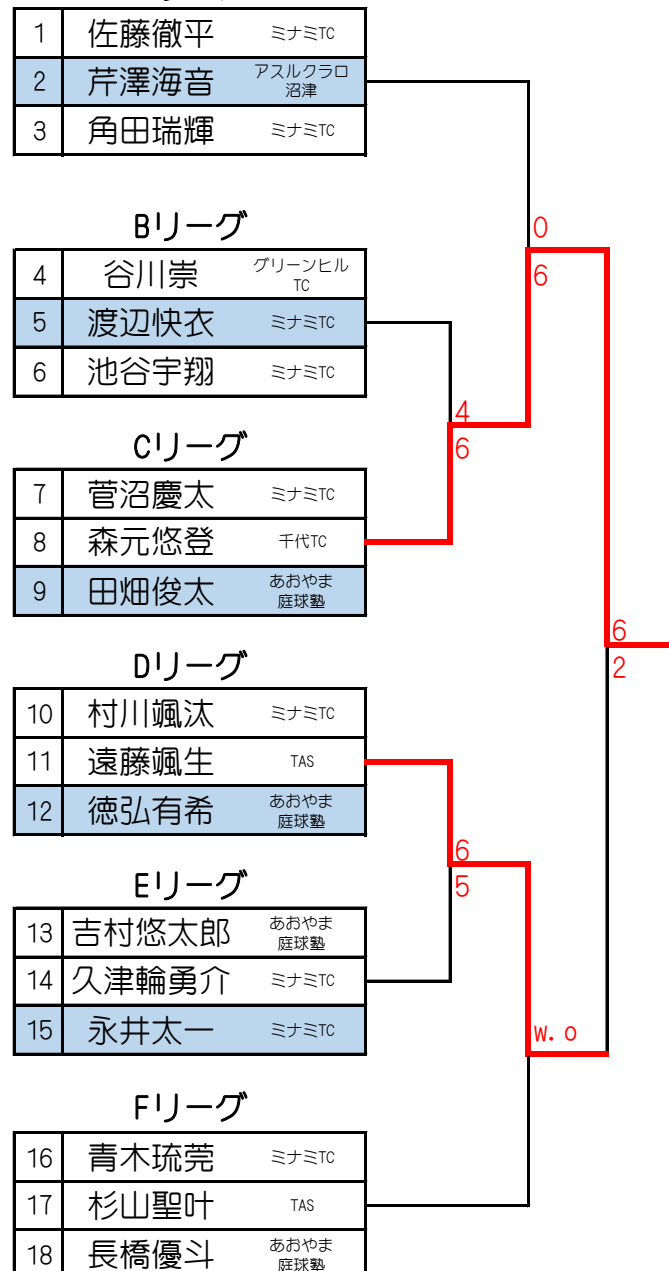 1 佐藤徹平 ミナミTC
2 芹澤海音 アスルクラロ
沼津
3 角田瑞輝 ミナミTC
0
6
Bリーグ
4 谷川崇 グリーンヒル
TC
5 渡辺快衣 ミナミTC
6 池谷宇翔 ミナミTC
4
6
Cリーグ
7 菅沼慶太 ミナミTC
8 森元悠登 千代TC
9 田畑俊太 あおやま
庭球塾
6
2
Dリーグ
10 村川颯汰 ミナミTC
11 遠藤颯生 TAS
12 徳弘有希 あおやま
庭球塾
6
5
Eリーグ
13 吉村悠太郎 あおやま
庭球塾
14 久津輪勇介 ミナミTC
15 永井太一 ミナミTC
w.o
Fリーグ
16 青木琉莞 ミナミTC
17 杉山聖叶 TAS
18 長橋優斗 あおやま
庭球塾